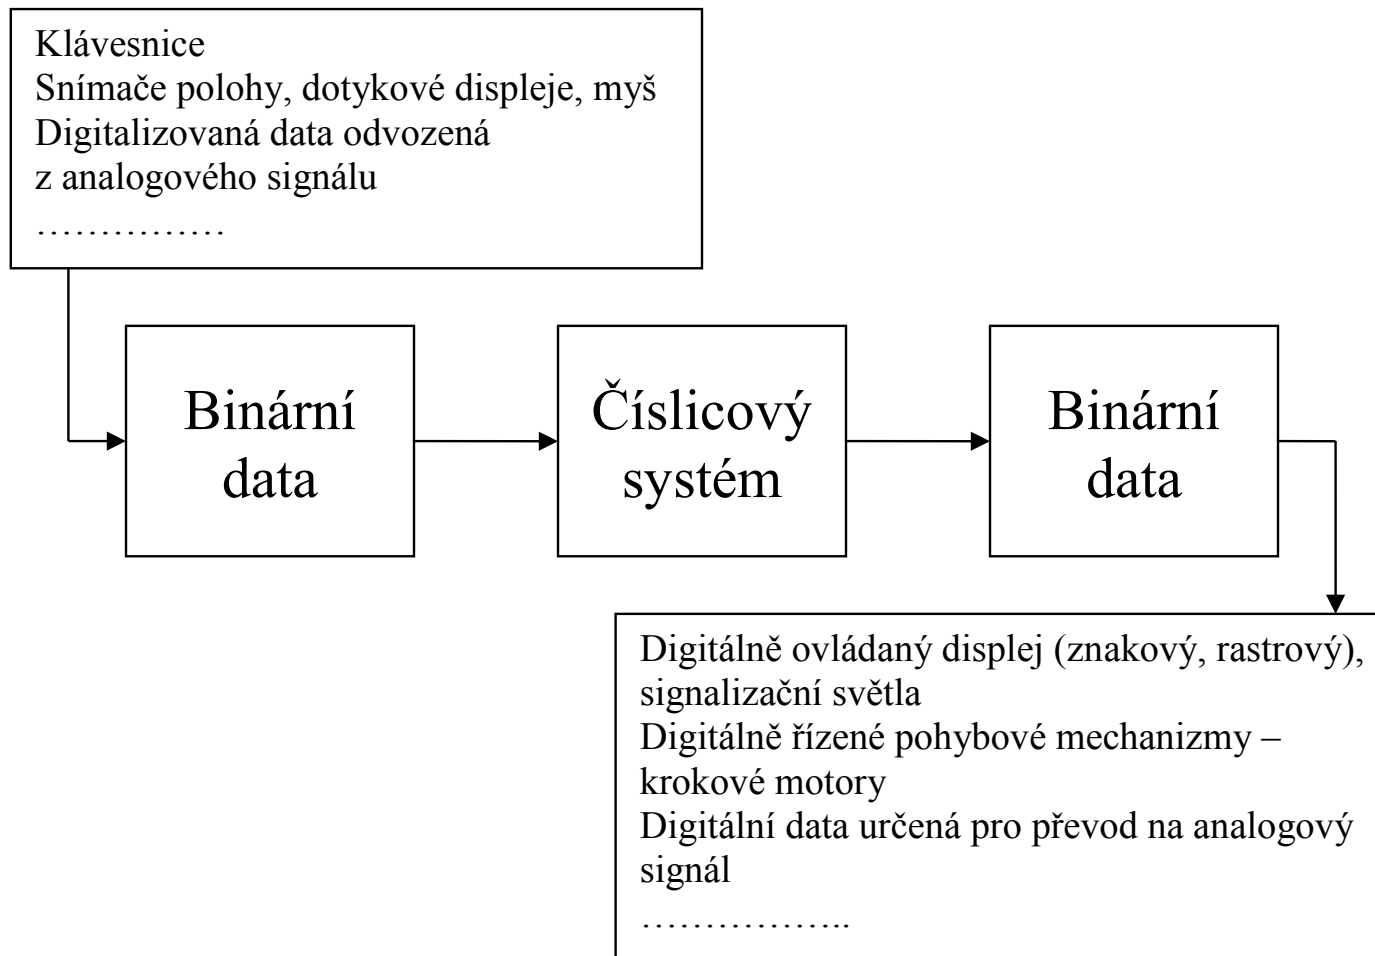 Klávesnice
Snímače polohy, dotykové displeje, myš
Digitalizovaná data odvozená
z analogového signálu
……………
Binární
data
Číslicový
systém
Binární
data
Digitálně ovládaný displej (znakový, rastrový),
signalizační světla
Digitálně řízené pohybové mechanizmy –
krokové motory
Digitální data určená pro převod na analogový
signál
……………..